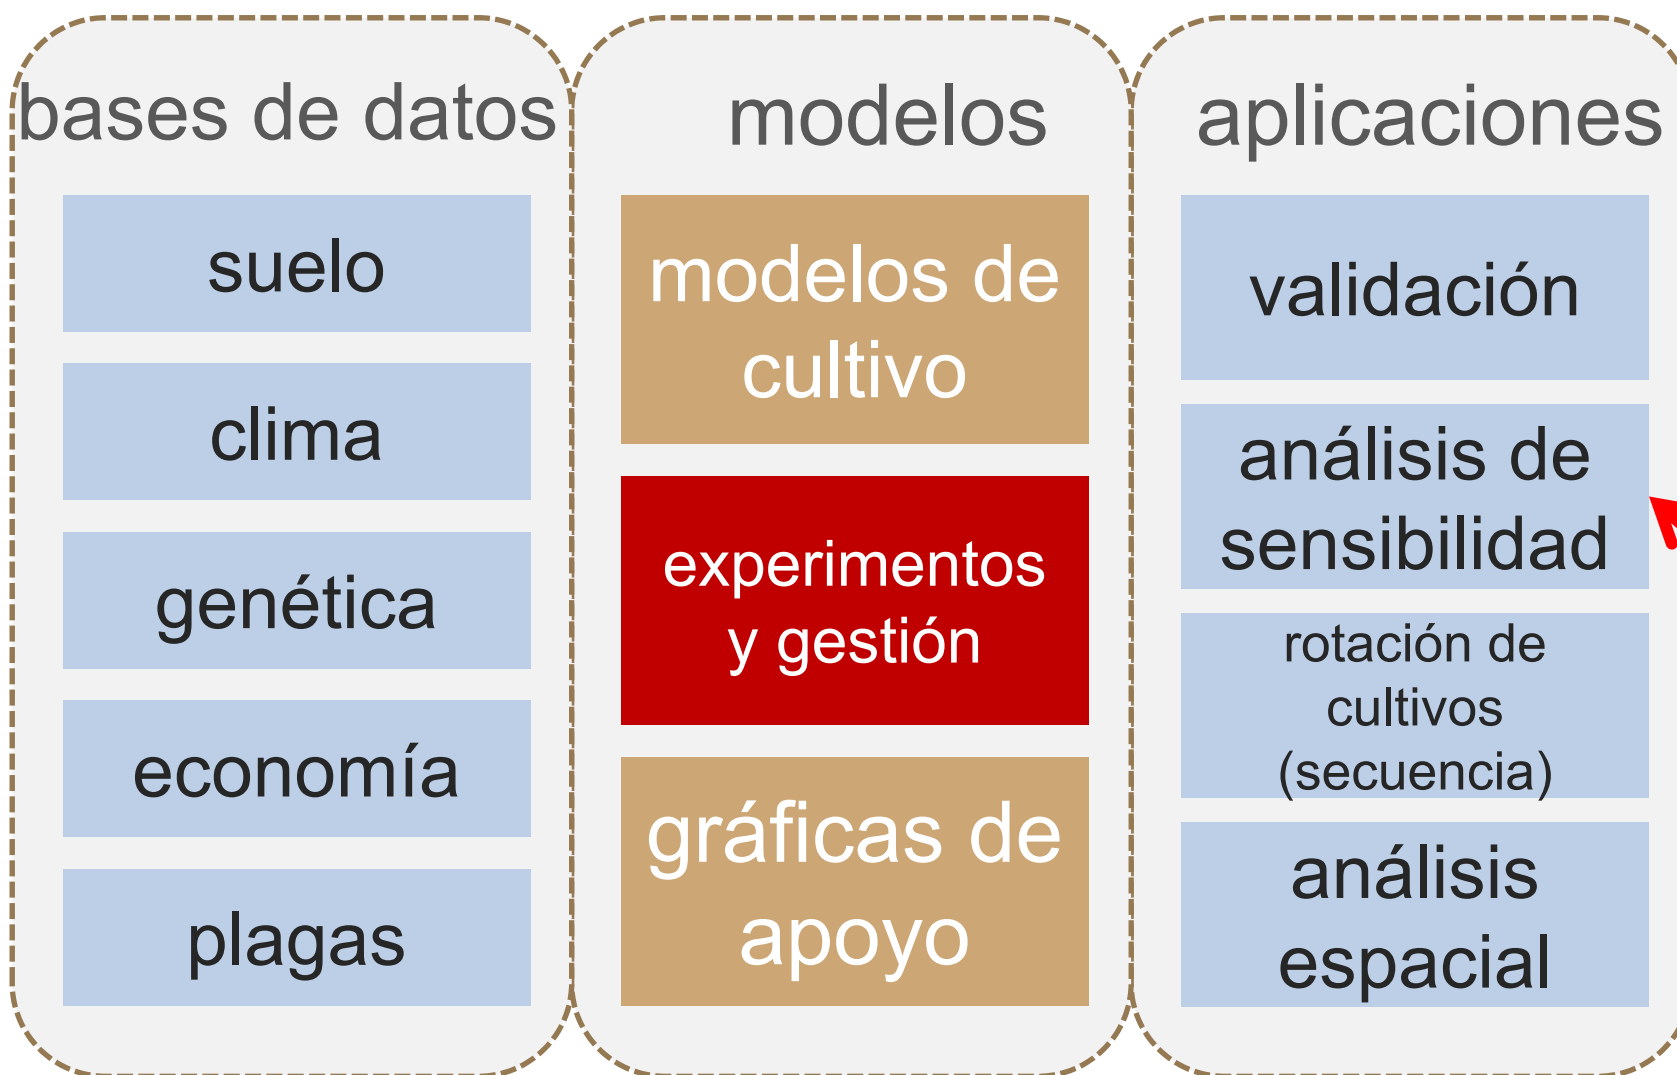 bases de datos
suelo
clima
genética
economía
plagas
modelos
modelos de
cultivo
experimentos
y gestión
gráficas de
apoyo
aplicaciones
validación
análisis de
sensibilidad
rotación de
cultivos
(secuencia)
análisis
espacial